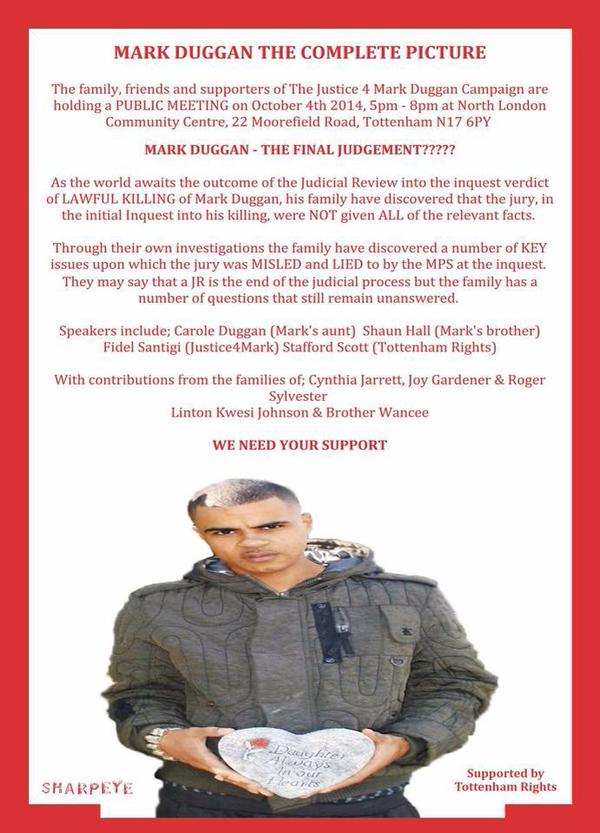 MARK DUGGAN THE COMPLETE PICTURE
The family, friends and supporters of The Justice 4 Mark Duggan Campaign are
holding a PUBLIC MEETING on October 4th 2014, 5pm - 8pm at North London
Community Centre, 22 Moorefield Road, Tottenham N17 6PY
MARK DUGGAN - THE FINAL JUDGEMENT?????
As the world awaits the outcome of the Judicial Review into the inquest verdict
of LAWFUL KILLING of Mark Duggan, his family have discovered that the jury, in
the initial Inquest into his killing, were NOT given ALL of the relevant facts.
Through their own investigations the family have discovered a number of KEY
issues upon which the jury was MISLED and LIED to by the MPS at the inquest.
They may say that a JR is the end of the judicial process but the family has a
number of questions that still remain unanswered.
Speakers include; Carole Duggan (Mark's aunt) Shaun Hall (Mark's brother)
Fidel Santigi (Justice4Mark) Stafford Scott (Tottenham Rights)
With contributions from the families of; Cynthia Jarrett, Joy Gardener & Roger
Sylvester
Linton Kwesi Johnson & Brother Wancee
WE NEED YOUR SUPPORT
Daughter
Always
In our
Hearts
SHARPEYE
Supported by
Tottenham Rights